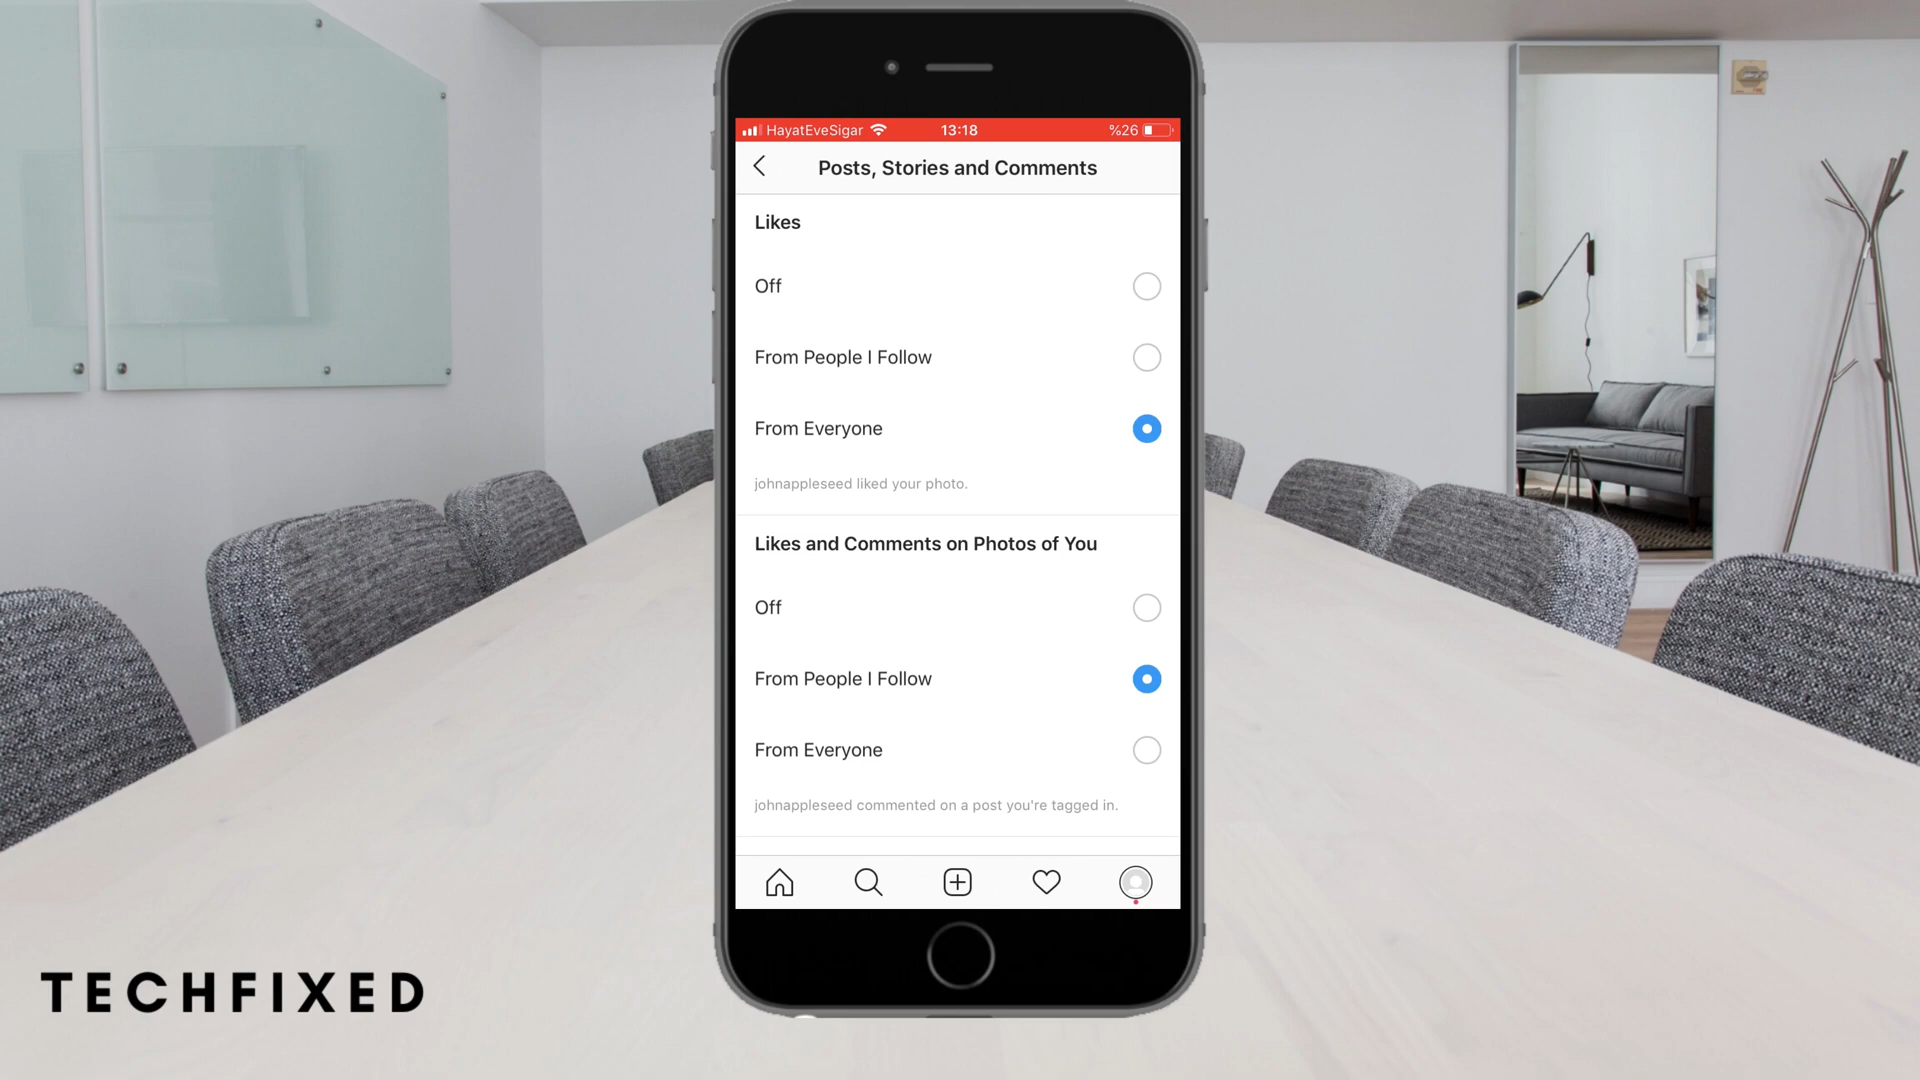 HayatEveSigar 13:18 %26
Posts, Stories and Comments
Likes
Off
From People I Follow
From Everyone
johnappleseed liked your photo.
Likes and Comments on Photos of You
Off
From People I Follow
From Everyone
johnappleseed commented on a post you're tagged in.
TECHFIXED